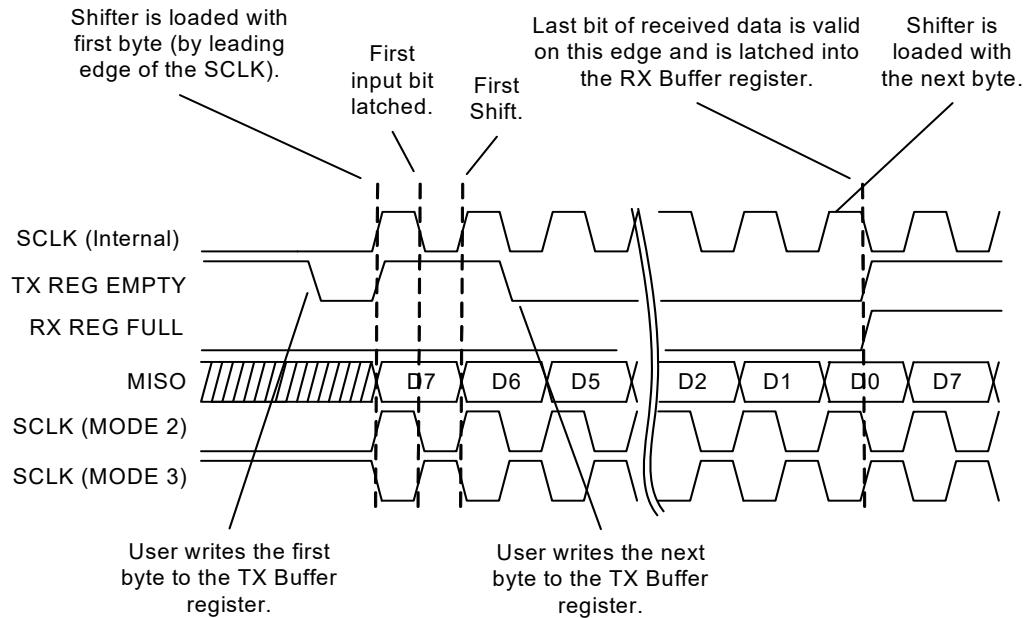 Shifter is loaded with
first byte (by leading
edge of the SCLK).
First
input bit
latched.
First
Shift.
Last bit of received data is valid
on this edge and is latched into
the RX Buffer register.
Shifter is
loaded with
the next byte.
SCLK (Internal)
TX REG EMPTY
RX REG FULL
MISO
D7
D6
D5
D2
D1
D0
D7
SCLK (MODE 2)
SCLK (MODE 3)
User writes the first
byte to the TX Buffer
register.
User writes the next
byte to the TX Buffer
register.